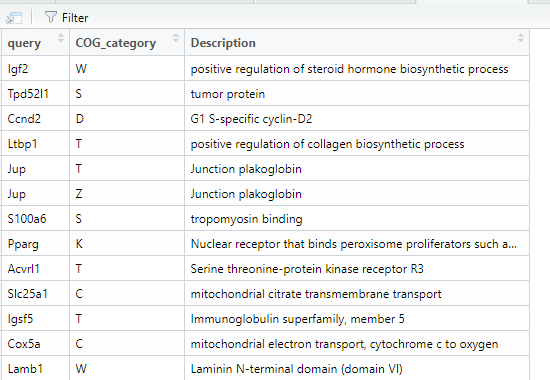 Filter
query COG_category Description
Igf2 W positive regulation of steroid hormone biosynthetic process
Tpd52l1 S tumor protein
Ccnd2 D G1 S-specific cyclin-D2
Ltbp1 T positive regulation of collagen biosynthetic process
Jup T Junction plakoglobin
Jup Z Junction plakoglobin
S100a6 S tropomyosin binding
Pparg K Nuclear receptor that binds peroxisome proliferators such a...
Acvrl1 T Serine threonine-protein kinase receptor R3
Slc25a1 C mitochondrial citrate transmembrane transport
Igsf5 T Immunoglobulin superfamily, member 5
Cox5a C mitochondrial electron transport, cytochrome c to oxygen
Lamb1 W Laminin N-terminal domain (domain VI)